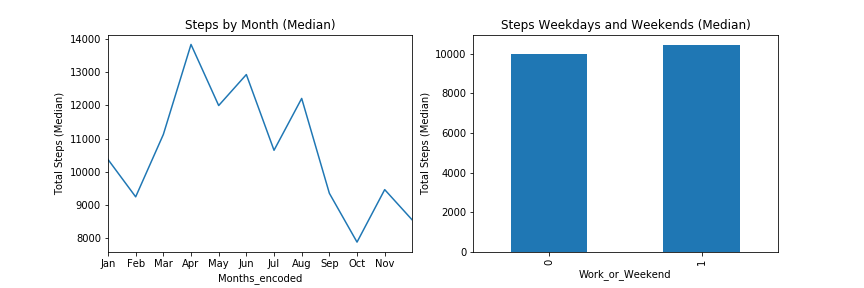 Steps by Month (Median)
Total Steps (Median)
14000
13000
12000
11000
10000
9000
8000
Jan Feb Mar Apr May Jun Jul Aug Sep Oct Nov
Months_encoded
Steps Weekdays and Weekends (Median)
Total Steps (Median)
10000
8000
6000
4000
2000
0
0 1
Work_or_Weekend